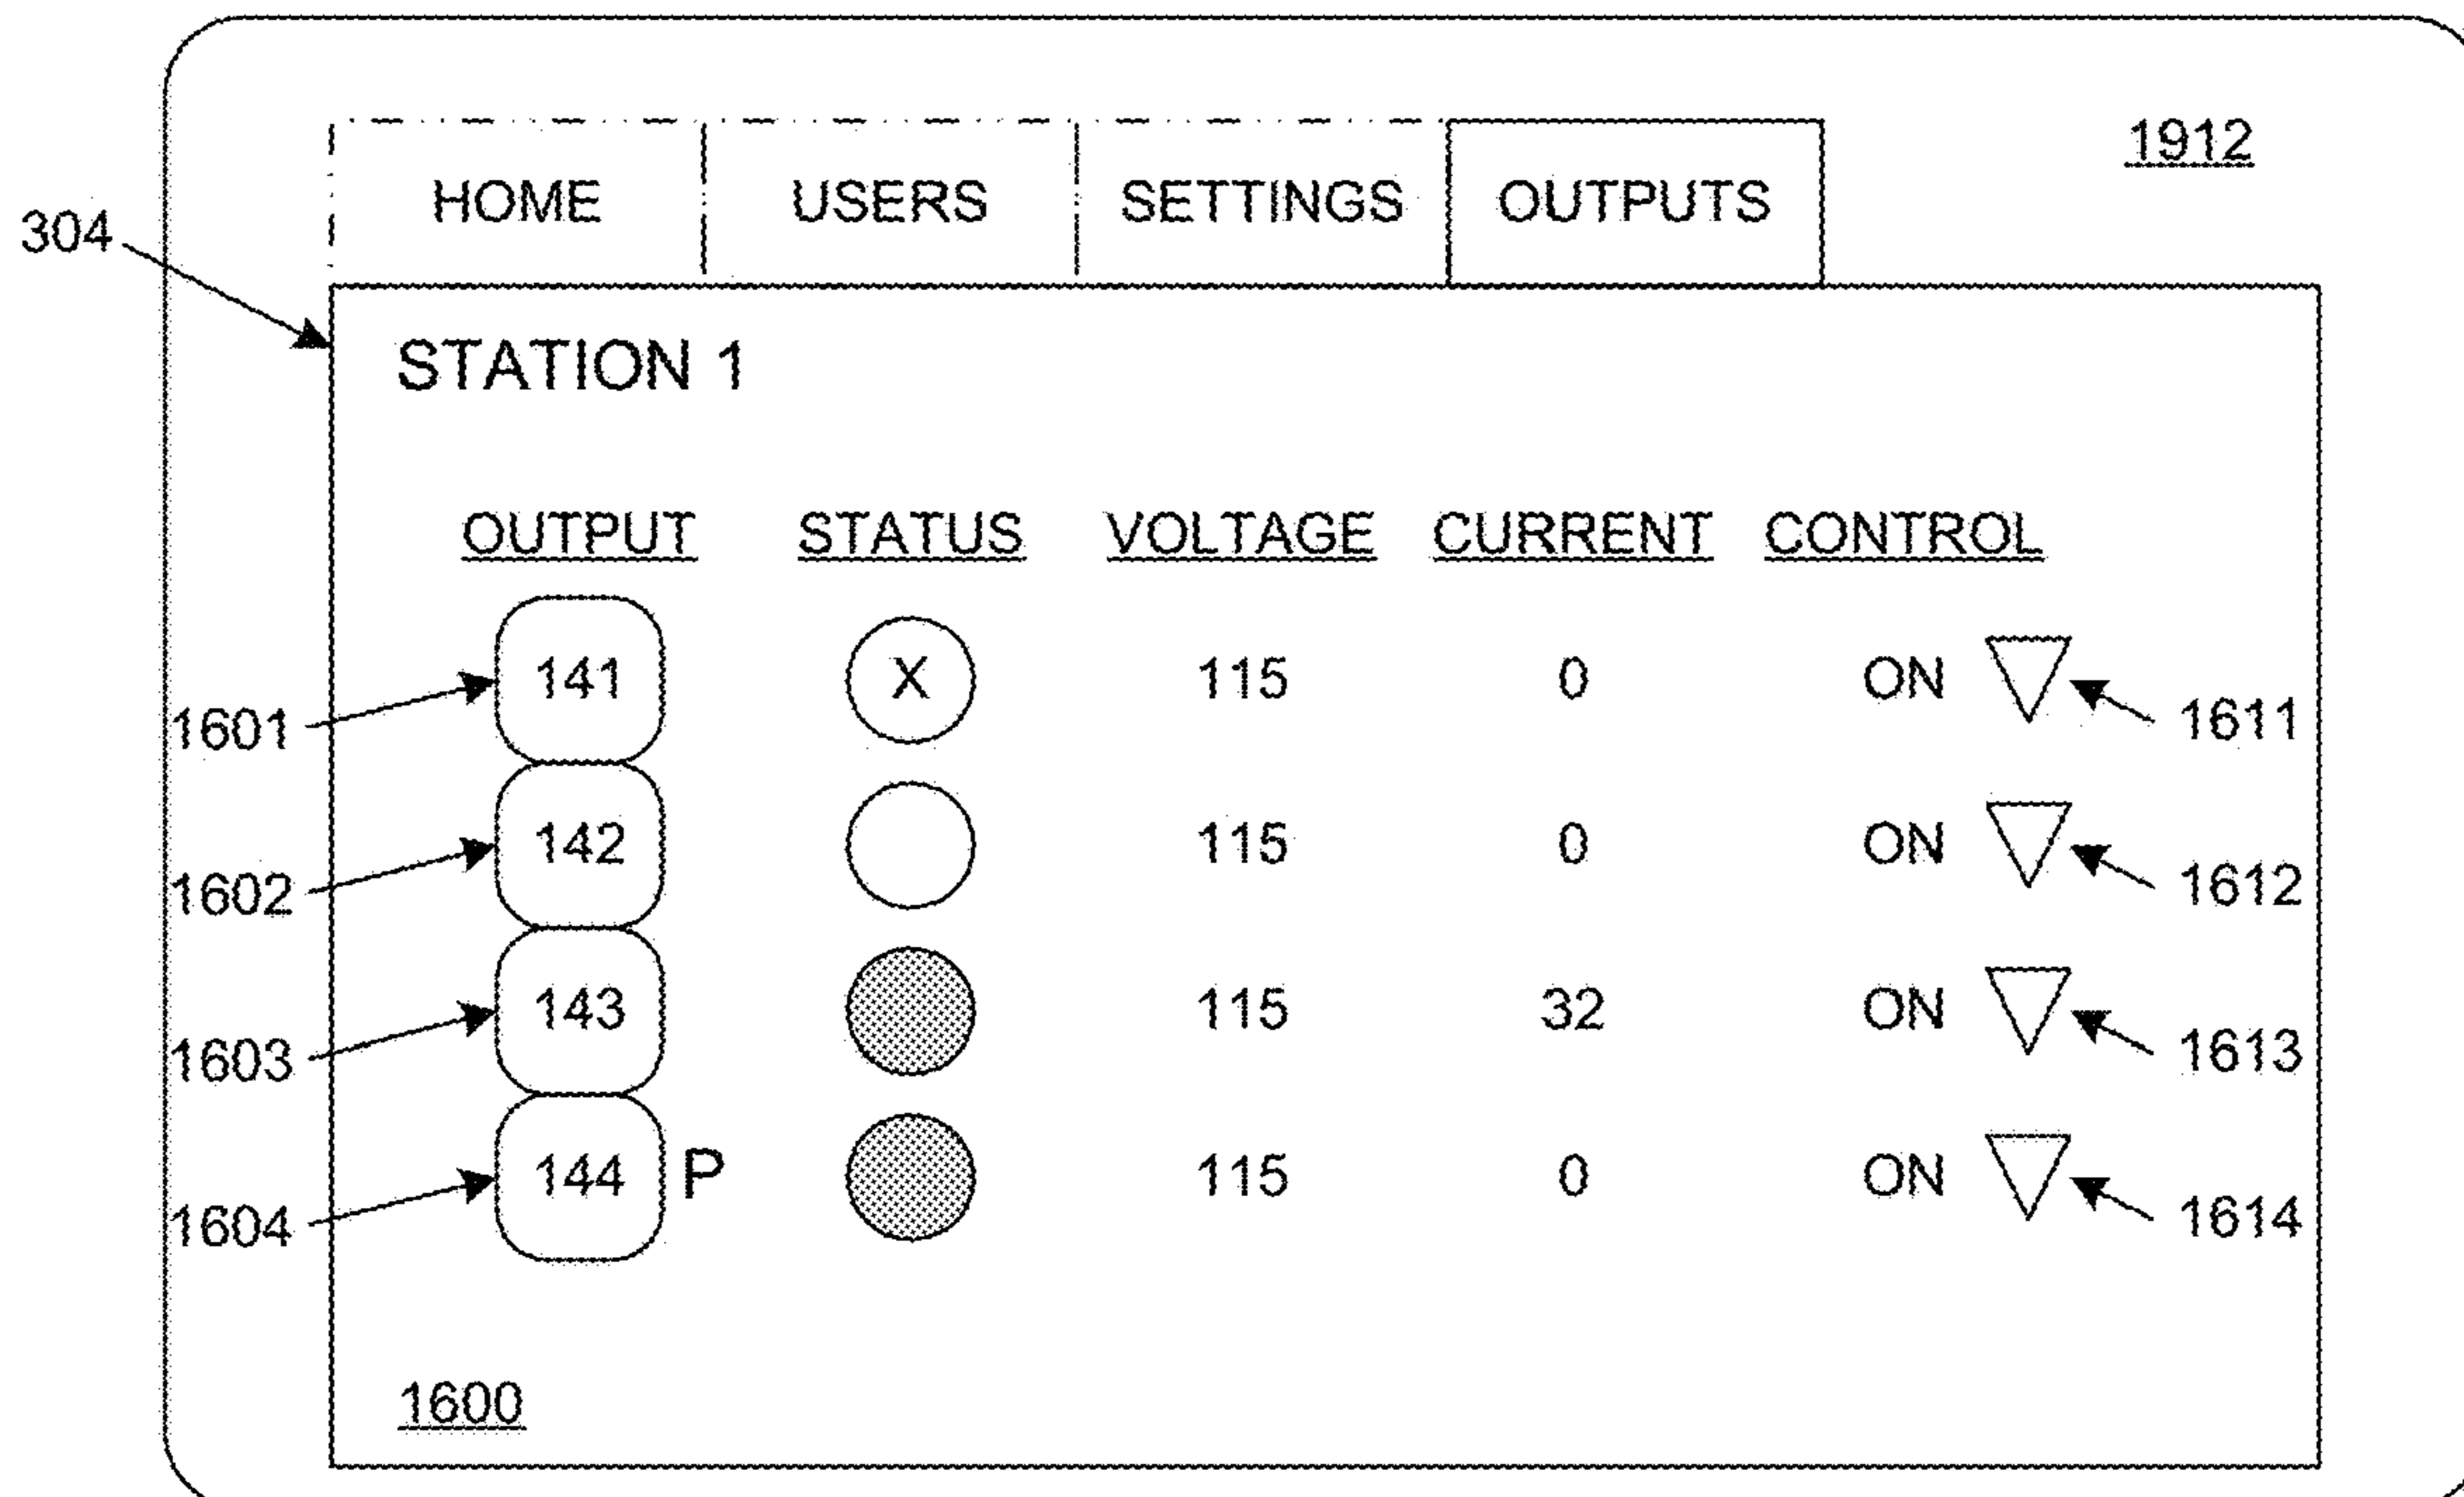 1912
HOME USERS SETTINGS OUTPUTS
304
STATION 1
OUTPUT STATUS VOLTAGE CURRENT CONTROL
141 X 115 0 ON
1601 1611
142 115 0 ON
1602 1612
143 115 32 ON
1603 1613
144 P 115 0 ON
1604 1614
1600